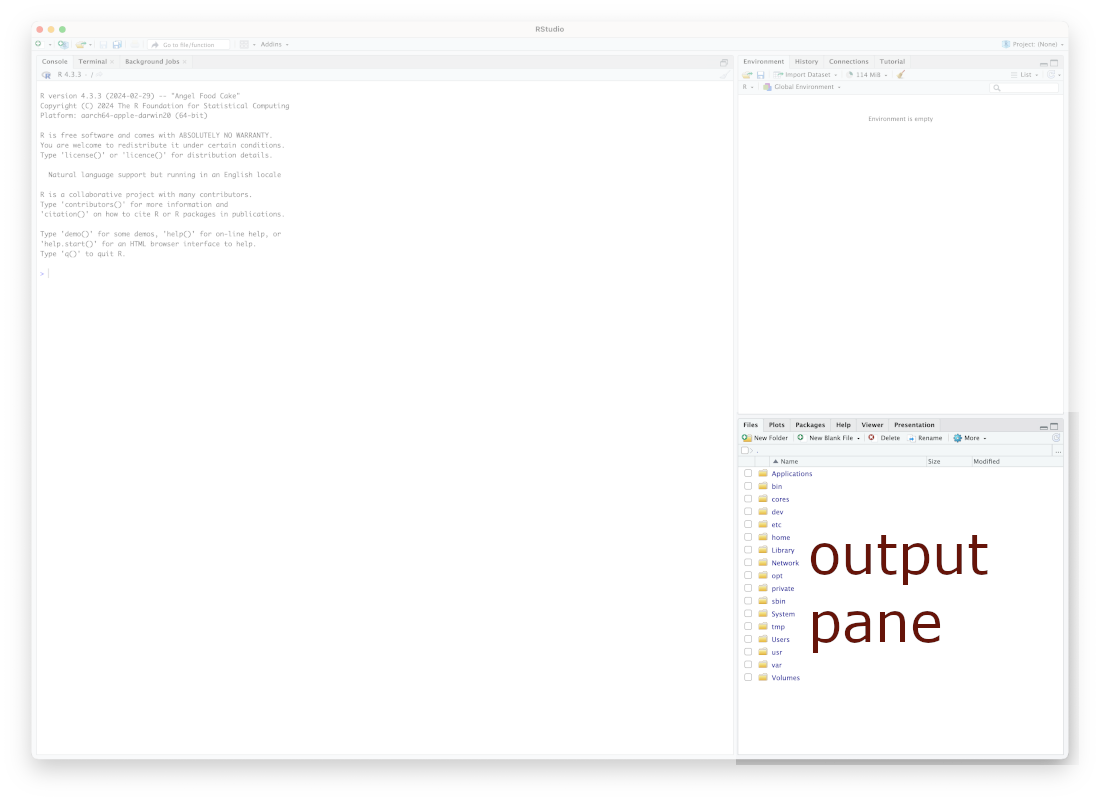 RStudio
Go to file/function Addins Project: (None)
Console Terminal Background Jobs
R 4.3.3 · /
R version 4.3.3 (2024-02-29) -- "Angel Food Cake"
Copyright (C) 2024 The R Foundation for Statistical Computing
Platform: aarch64-apple-darwin20 (64-bit)
R is free software and comes with ABSOLUTELY NO WARRANTY.
You are welcome to redistribute it under certain conditions.
Type 'license()' or 'licence()' for distribution details.
Natural language support but running in an English locale
R is a collaborative project with many contributors.
Type 'contributors()' for more information and
'citation()' on how to cite R or R packages in publications.
Type 'demo()' for some demos, 'help()' for on-line help, or
'help.start()' for an HTML browser interface to help.
Type 'q()' to quit R.
>
Environment History Connections Tutorial
Import Dataset 114 MiB List
R Global Environment
Environment is empty
Files Plots Packages Help Viewer Presentation
New Folder New Blank File Delete Rename More
. ...
Name Size Modified
Applications
bin
cores
dev
etc
home
Library
Network
opt
private
sbin
System
tmp
Users
usr
var
Volumes
output
pane